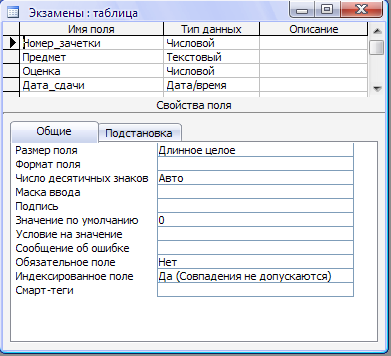 Экзамены : таблица
Имя поля Тип данных Описание
Номер_зачетки Числовой
Предмет Текстовый
Оценка Числовой
Дата_сдачи Дата/время
Свойства поля
Общие Подстановка
Размер поля Длинное целое
Формат поля
Число десятичных знаков Авто
Маска ввода
Подпись
Значение по умолчанию 0
Условие на значение
Сообщение об ошибке
Обязательное поле Нет
Индексированное поле Да (Совпадения не допускаются)
Смарт-теги